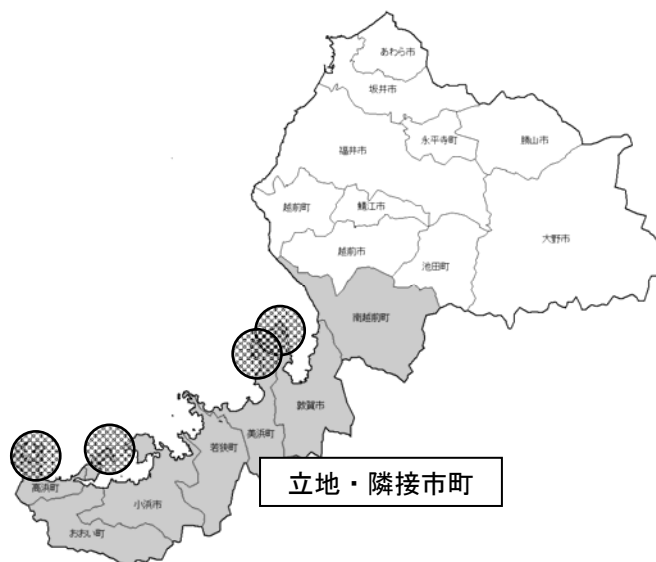 あわら市
坂井市
永平寺町
勝山市
福井市
越前町
鯖江市
大野市
越前市
池田町
南越前町
敦賀市
美浜町
若狭町
高浜町
小浜市
おおい町
立地・隣接市町